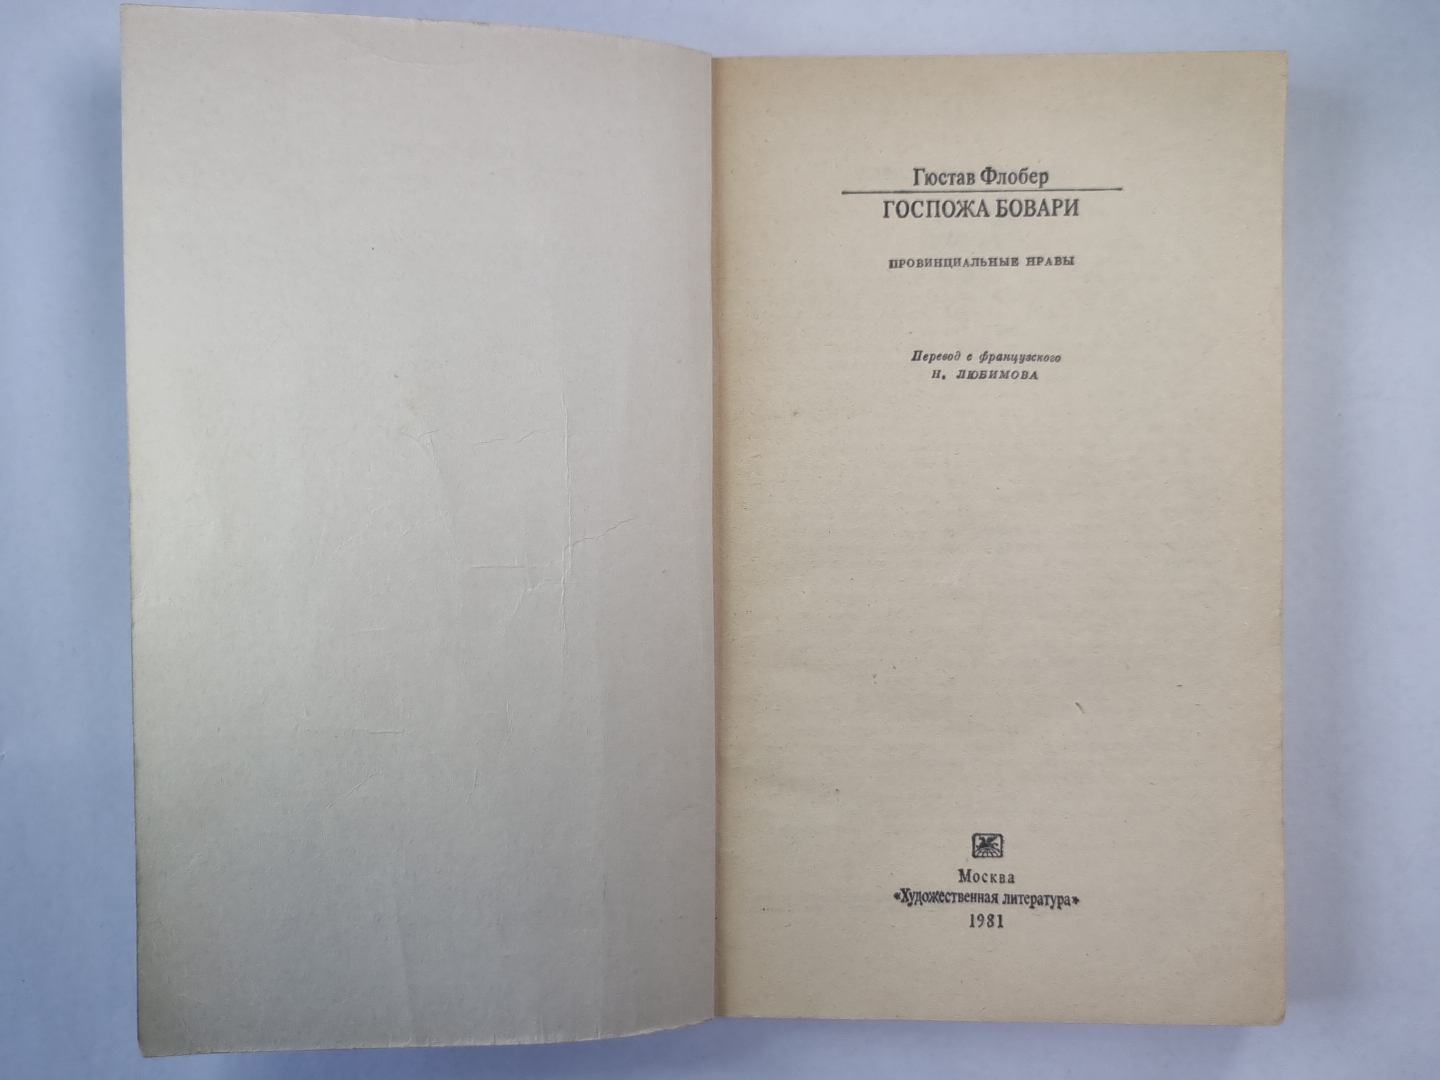 Гюстав Флобер
ГОСПОЖА БОВАРИ
ПРОВИНЦИАЛЬНЫЕ НРАВЫ
Перевод с французского
Н. ЛЮБИМОВА
Москва
«Художественная литература»
1981